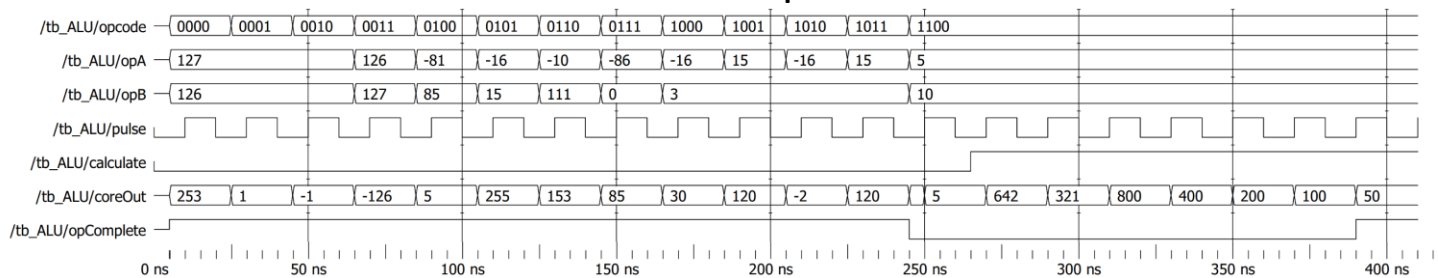 /tb_ALU/opcode 0000 0001 0010 0011 0100 0101 0110 0111 1000 1001 1010 1011 1100
/tb_ALU/opA 127 126 -81 -16 -10 -86 -16 15 -16 15 5
/tb_ALU/opB 126 127 85 15 111 0 3 10
/tb_ALU/pulse
/tb_ALU/calculate
/tb_ALU/coreOut 253 1 -1 -126 5 255 153 85 30 120 -2 120 5 642 321 800 400 200 100 50
/tb_ALU/opComplete
0 ns 50 ns 100 ns 150 ns 200 ns 250 ns 300 ns 350 ns 400 ns